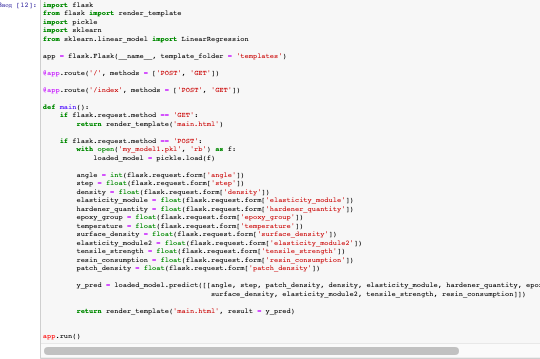 In [12]:
import flask
from flask import render_template
import pickle
import sklearn
from sklearn.linear_model import LinearRegression

app = flask.Flask(__name__, template_folder = 'templates')

@app.route('/', methods = ['POST', 'GET'])

@app.route('/index', methods = ['POST', 'GET'])

def main():
    if flask.request.method == 'GET':
        return render_template('main.html')

    if flask.request.method == 'POST':
        with open('my_model1.pkl', 'rb') as f:
            loaded_model = pickle.load(f)

        angle = int(flask.request.form['angle'])
        step = float(flask.request.form['step'])
        density = float(flask.request.form['density'])
        elasticity_module = float(flask.request.form['elasticity_module'])
        hardener_quantity = float(flask.request.form['hardener_quantity'])
        epoxy_group = float(flask.request.form['epoxy_group'])
        temperature = float(flask.request.form['temperature'])
        surface_density = float(flask.request.form['surface_density'])
        elasticity_module2 = float(flask.request.form['elasticity_module2'])
        tensile_strength = float(flask.request.form['tensile_strength'])
        resin_consumption = float(flask.request.form['resin_consumption'])
        patch_density = float(flask.request.form['patch_density'])

        y_pred = loaded_model.predict([[angle, step, patch_density, density, elasticity_module, hardener_quantity, epo
                                       surface_density, elasticity_module2, tensile_strength, resin_consumption]])

        return render_template('main.html', result = y_pred)

app.run()